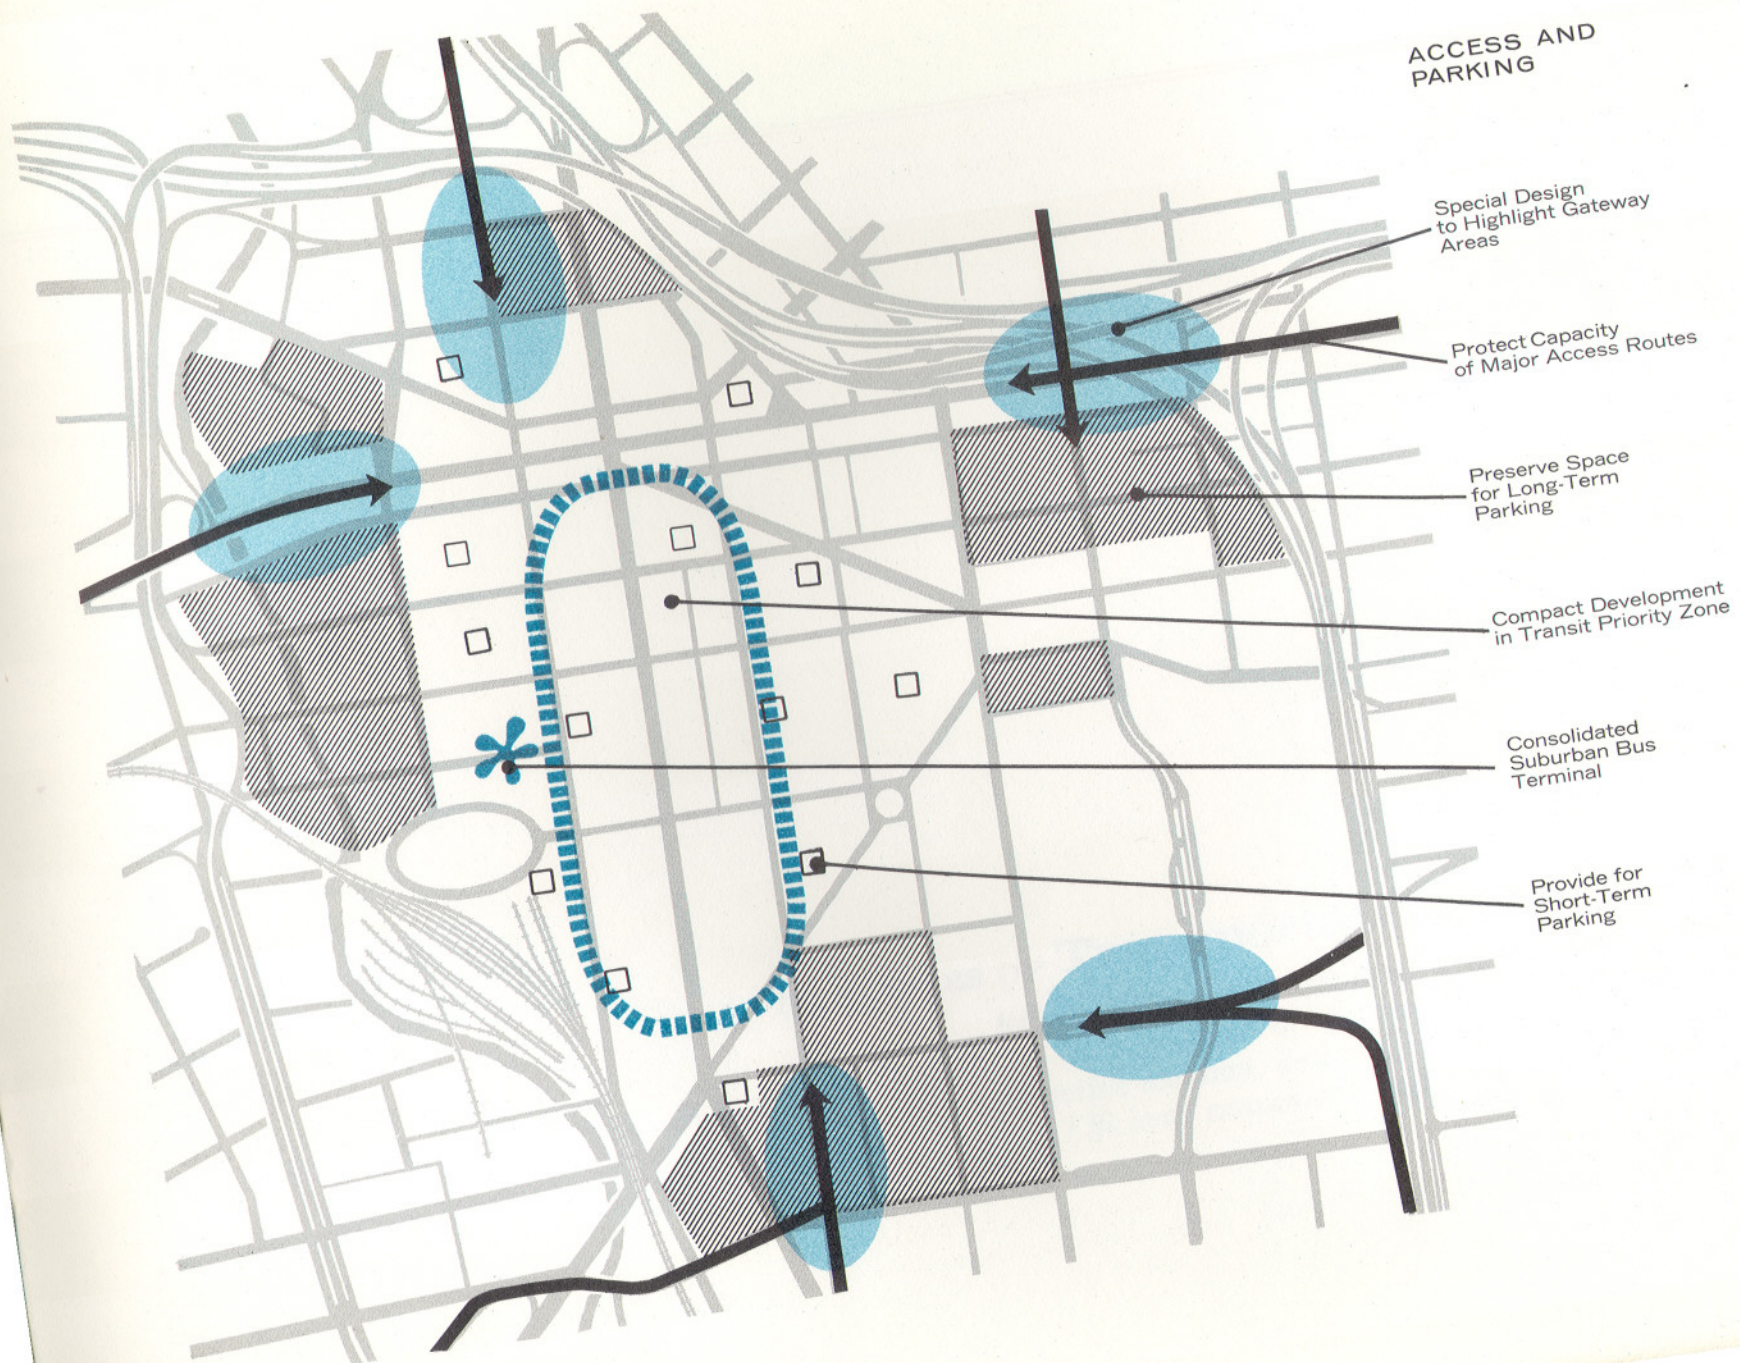 ACCESS AND
PARKING
Special Design
to Highlight Gateway
Areas
Protect Capacity
of Major Access Routes
Preserve Space
for Long-Term
Parking
Compact Development
in Transit Priority Zone
Consolidated
Suburban Bus
Terminal
Provide for
Short-Term
Parking